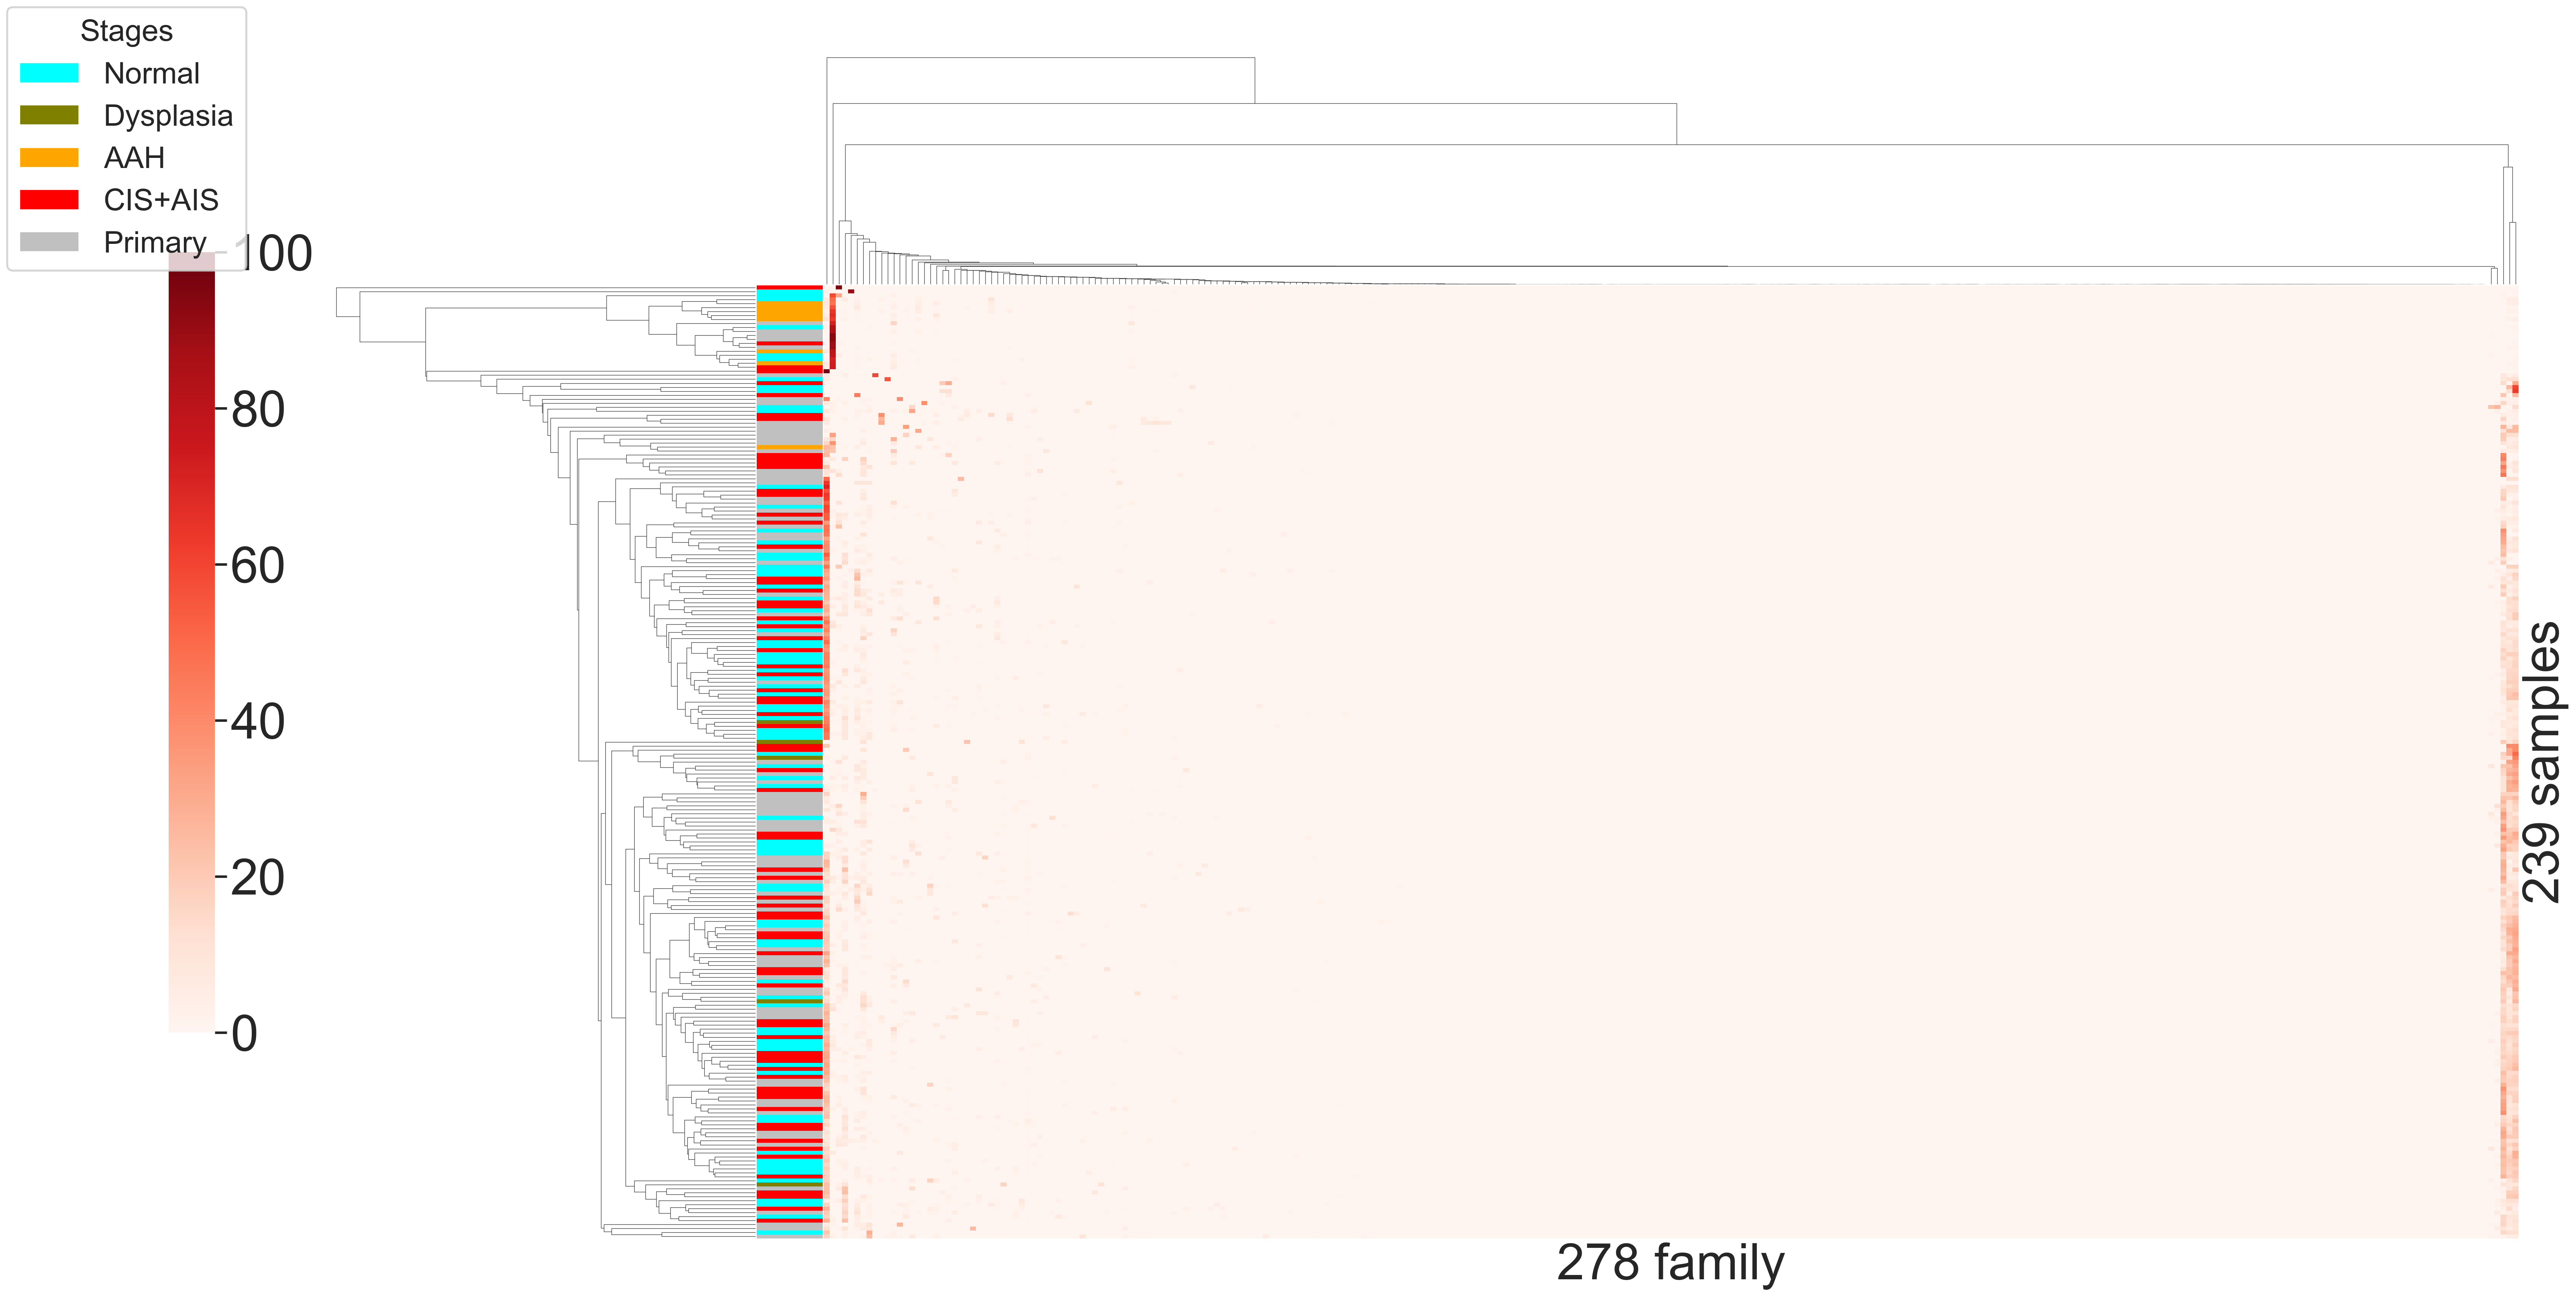 Stages
Normal
Dysplasia
AAH
CIS+AIS
Primary
100
80
60
40
20
0
239 samples
278 family